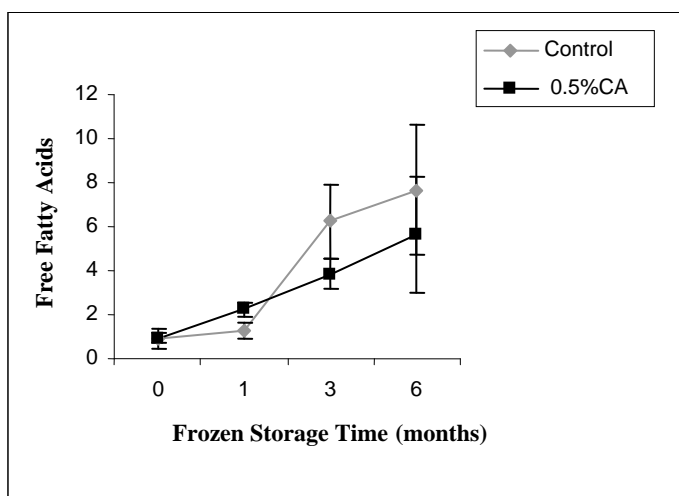 Control
0.5%CA
12
10
8
6
4
2
0
Free Fatty Acids
0 1 3 6
Frozen Storage Time (months)